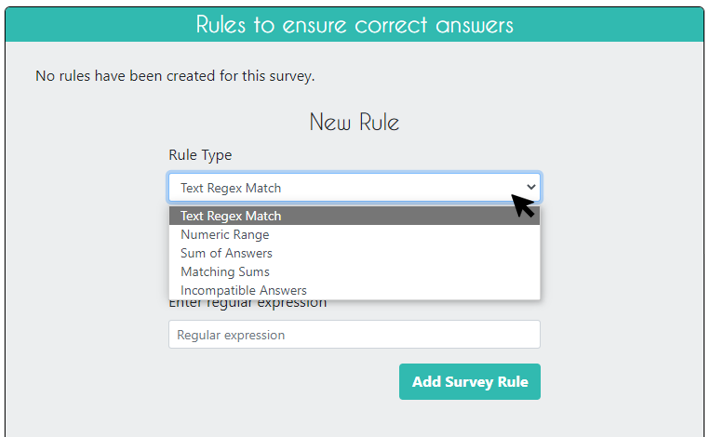 Rules to ensure correct answers
No rules have been created for this survey.
New Rule
Rule Type
Text Regex Match
Text Regex Match
Numeric Range
Sum of Answers
Matching Sums
Incompatible Answers
Enter regular expression
Regular expression
Add Survey Rule